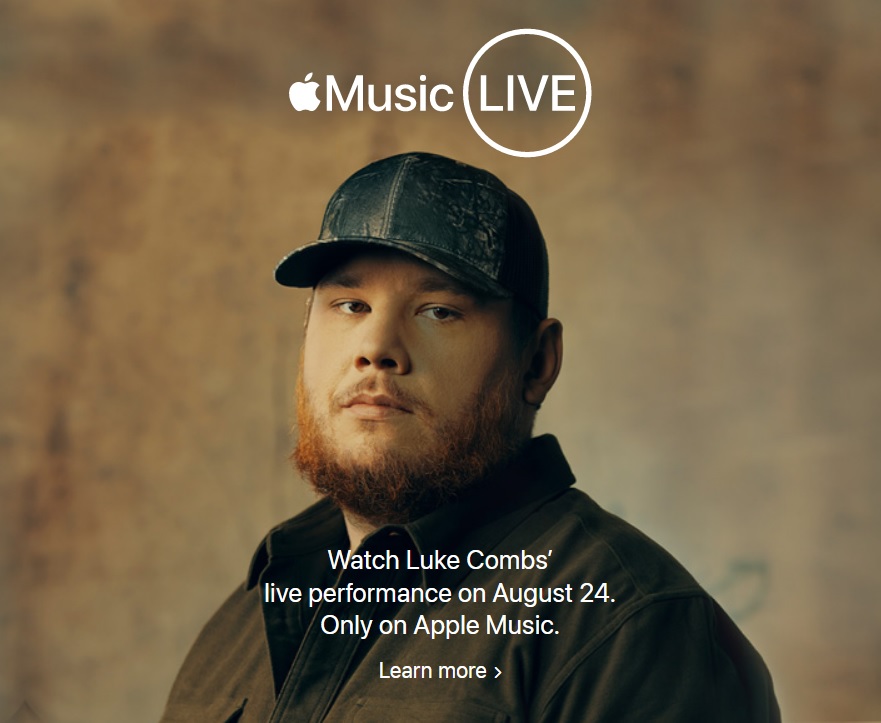 Music LIVE
Watch Luke Combs’
live performance on August 24.
Only on Apple Music.
Learn more ›